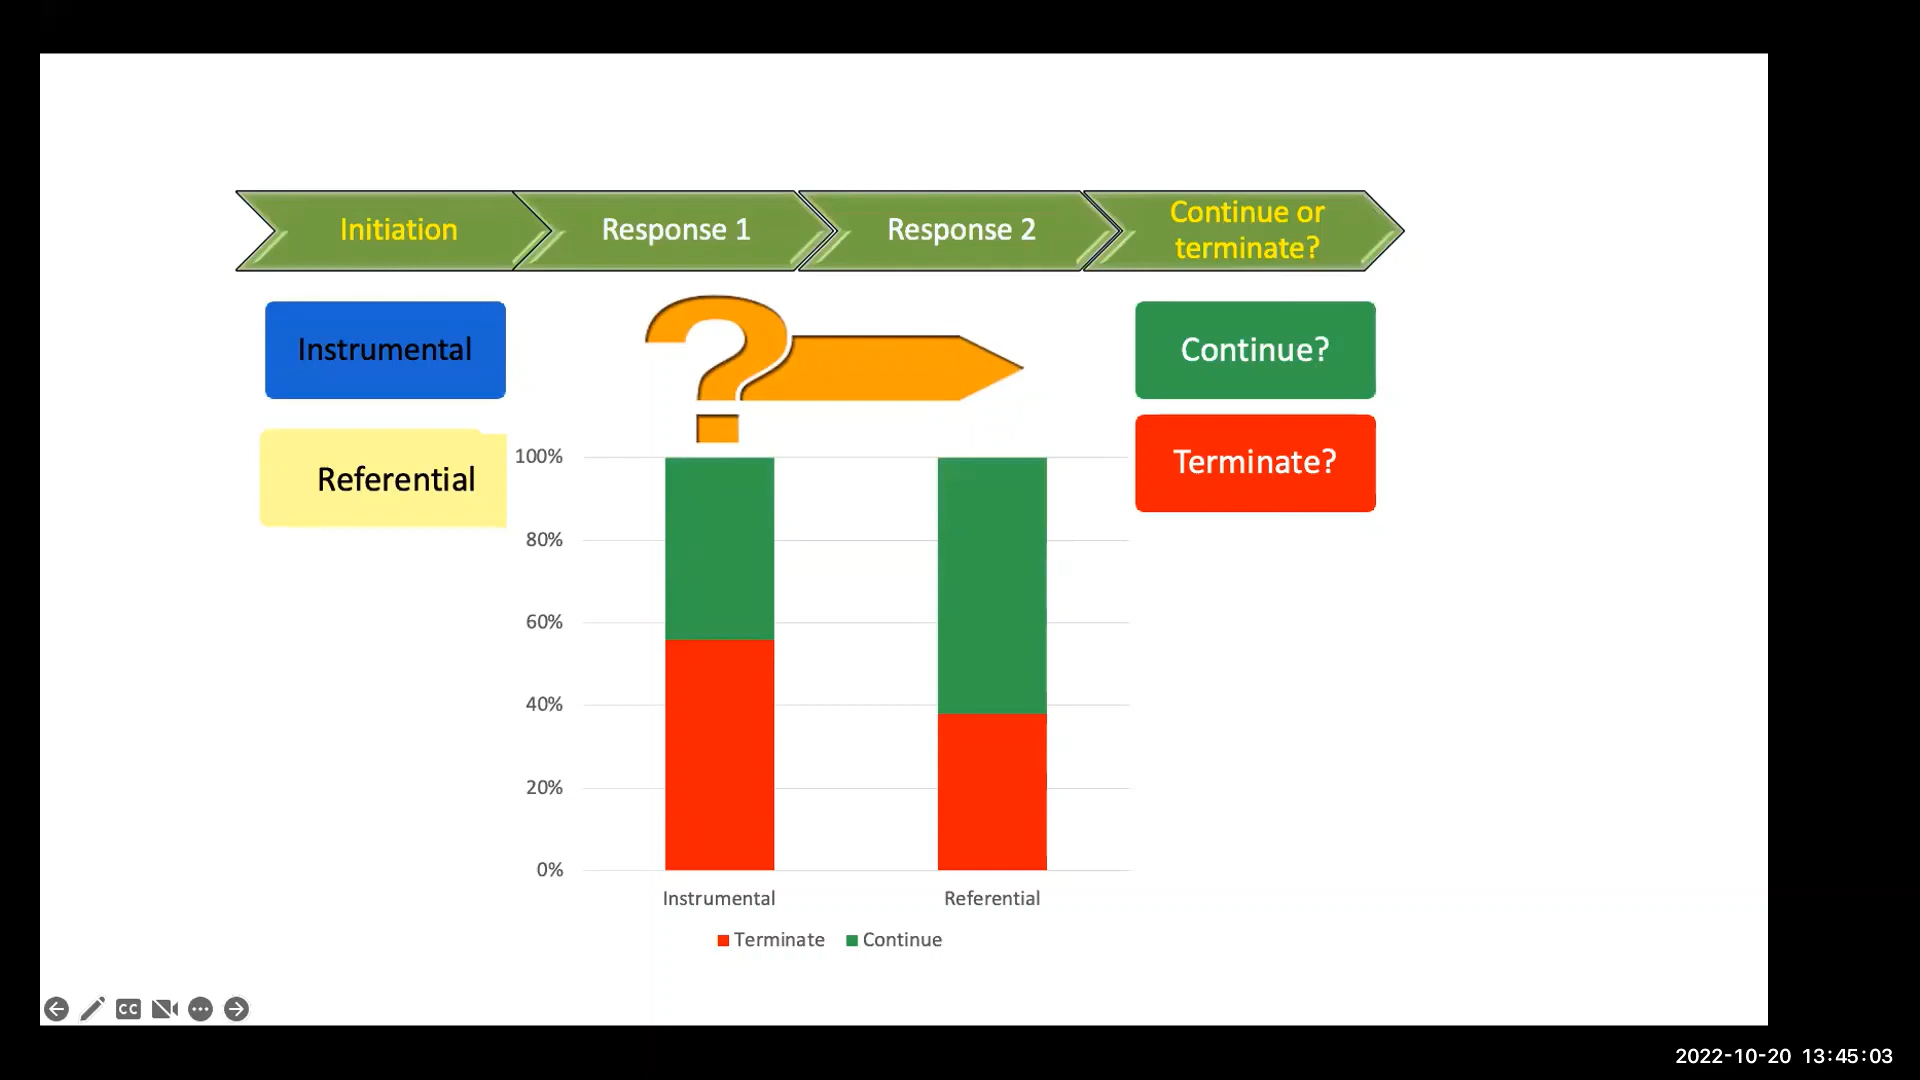 Initiation
Response 1
Response 2
Continue or
terminate?
Instrumental
?
Continue?
Referential
Terminate?
100%
80%
60%
40%
20%
0%
Instrumental
Referential
Terminate
Continue
CC
2022-10-20 13:45:03